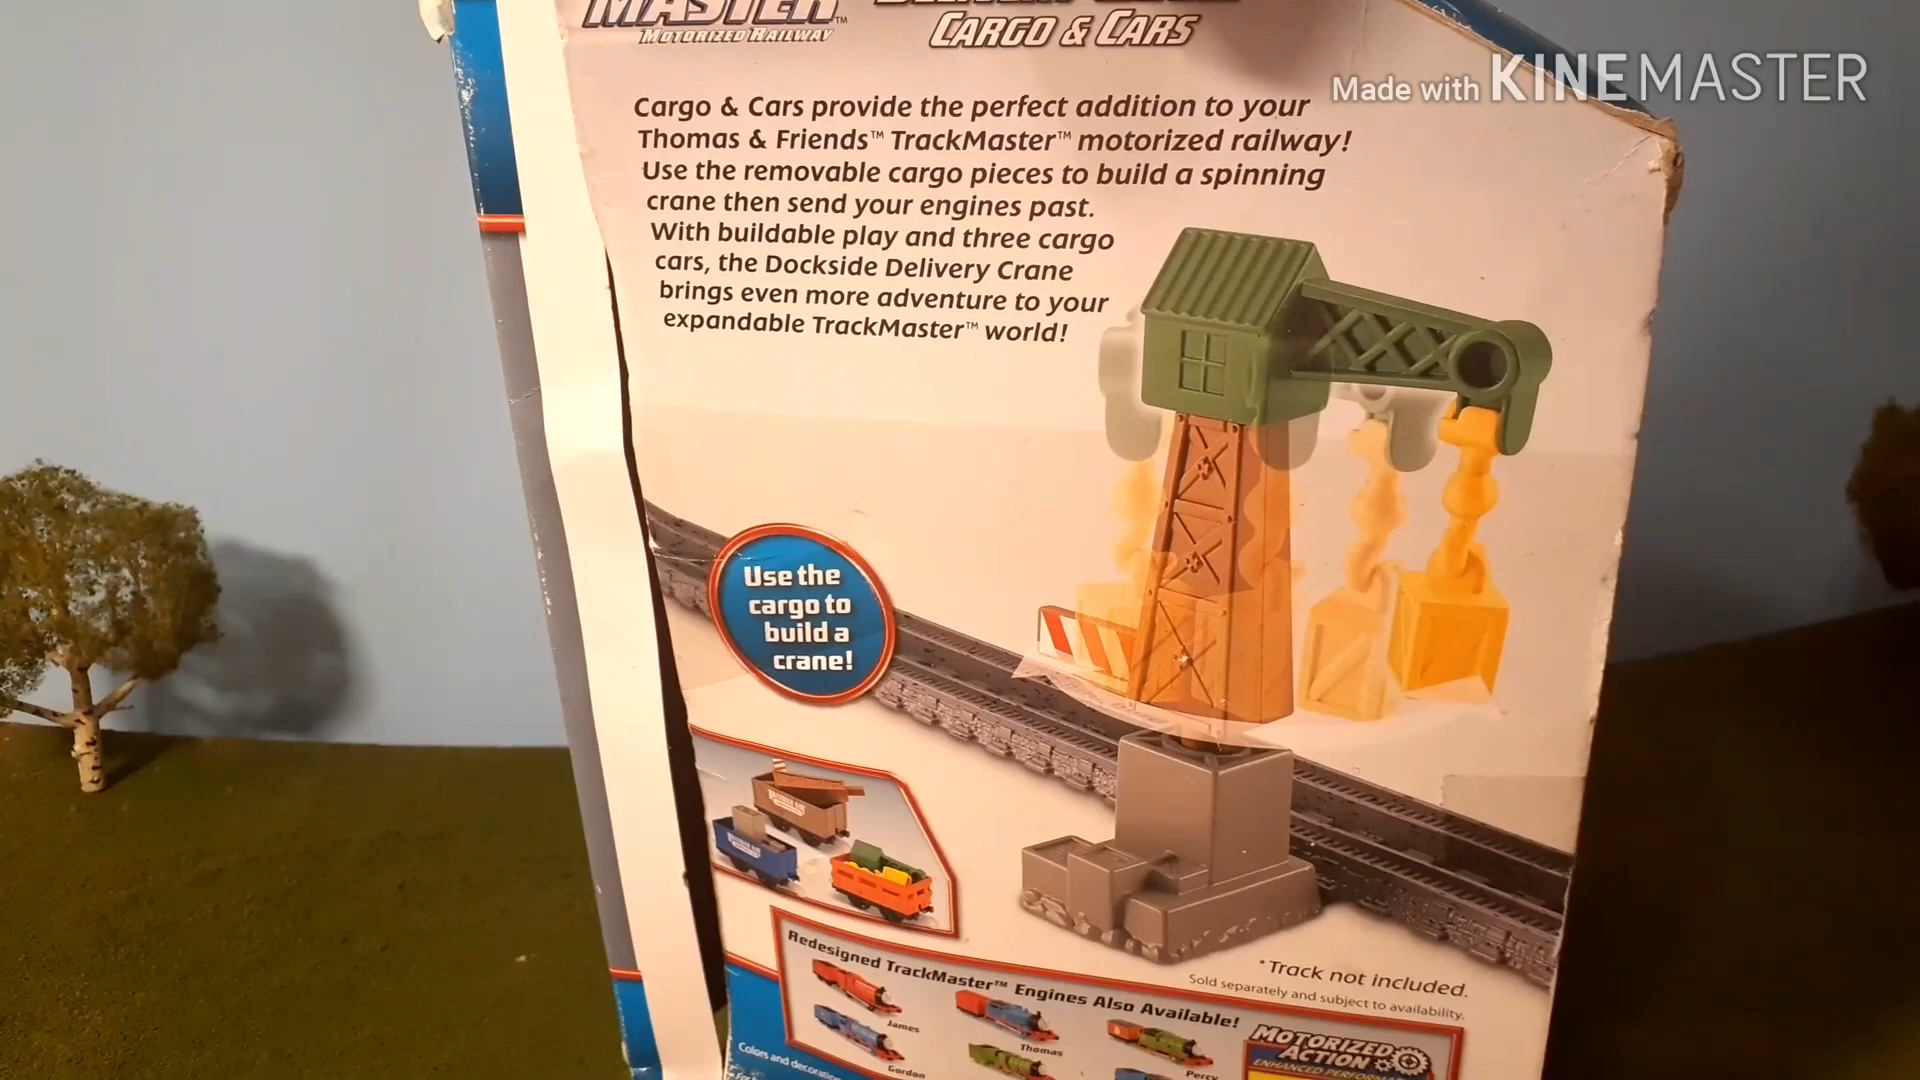 MASTER™
MOTORIZED RAILWAY
CARGO & CARS
Made with KINEMASTER
Cargo & Cars provide the perfect addition to your
Thomas & Friends™ TrackMaster™ motorized railway!
Use the removable cargo pieces to build a spinning
crane then send your engines past.
With buildable play and three cargo
cars, the Dockside Delivery Crane
brings even more adventure to your
expandable TrackMaster™ world!
Use the
cargo to
build a
crane!
*Track not included.
Sold separately and subject to availability.
Redesigned TrackMaster™ Engines Also Available!
James
Thomas
Percy
Gordon
MOTORIZED
ACTION
ENHANCED
Colors and